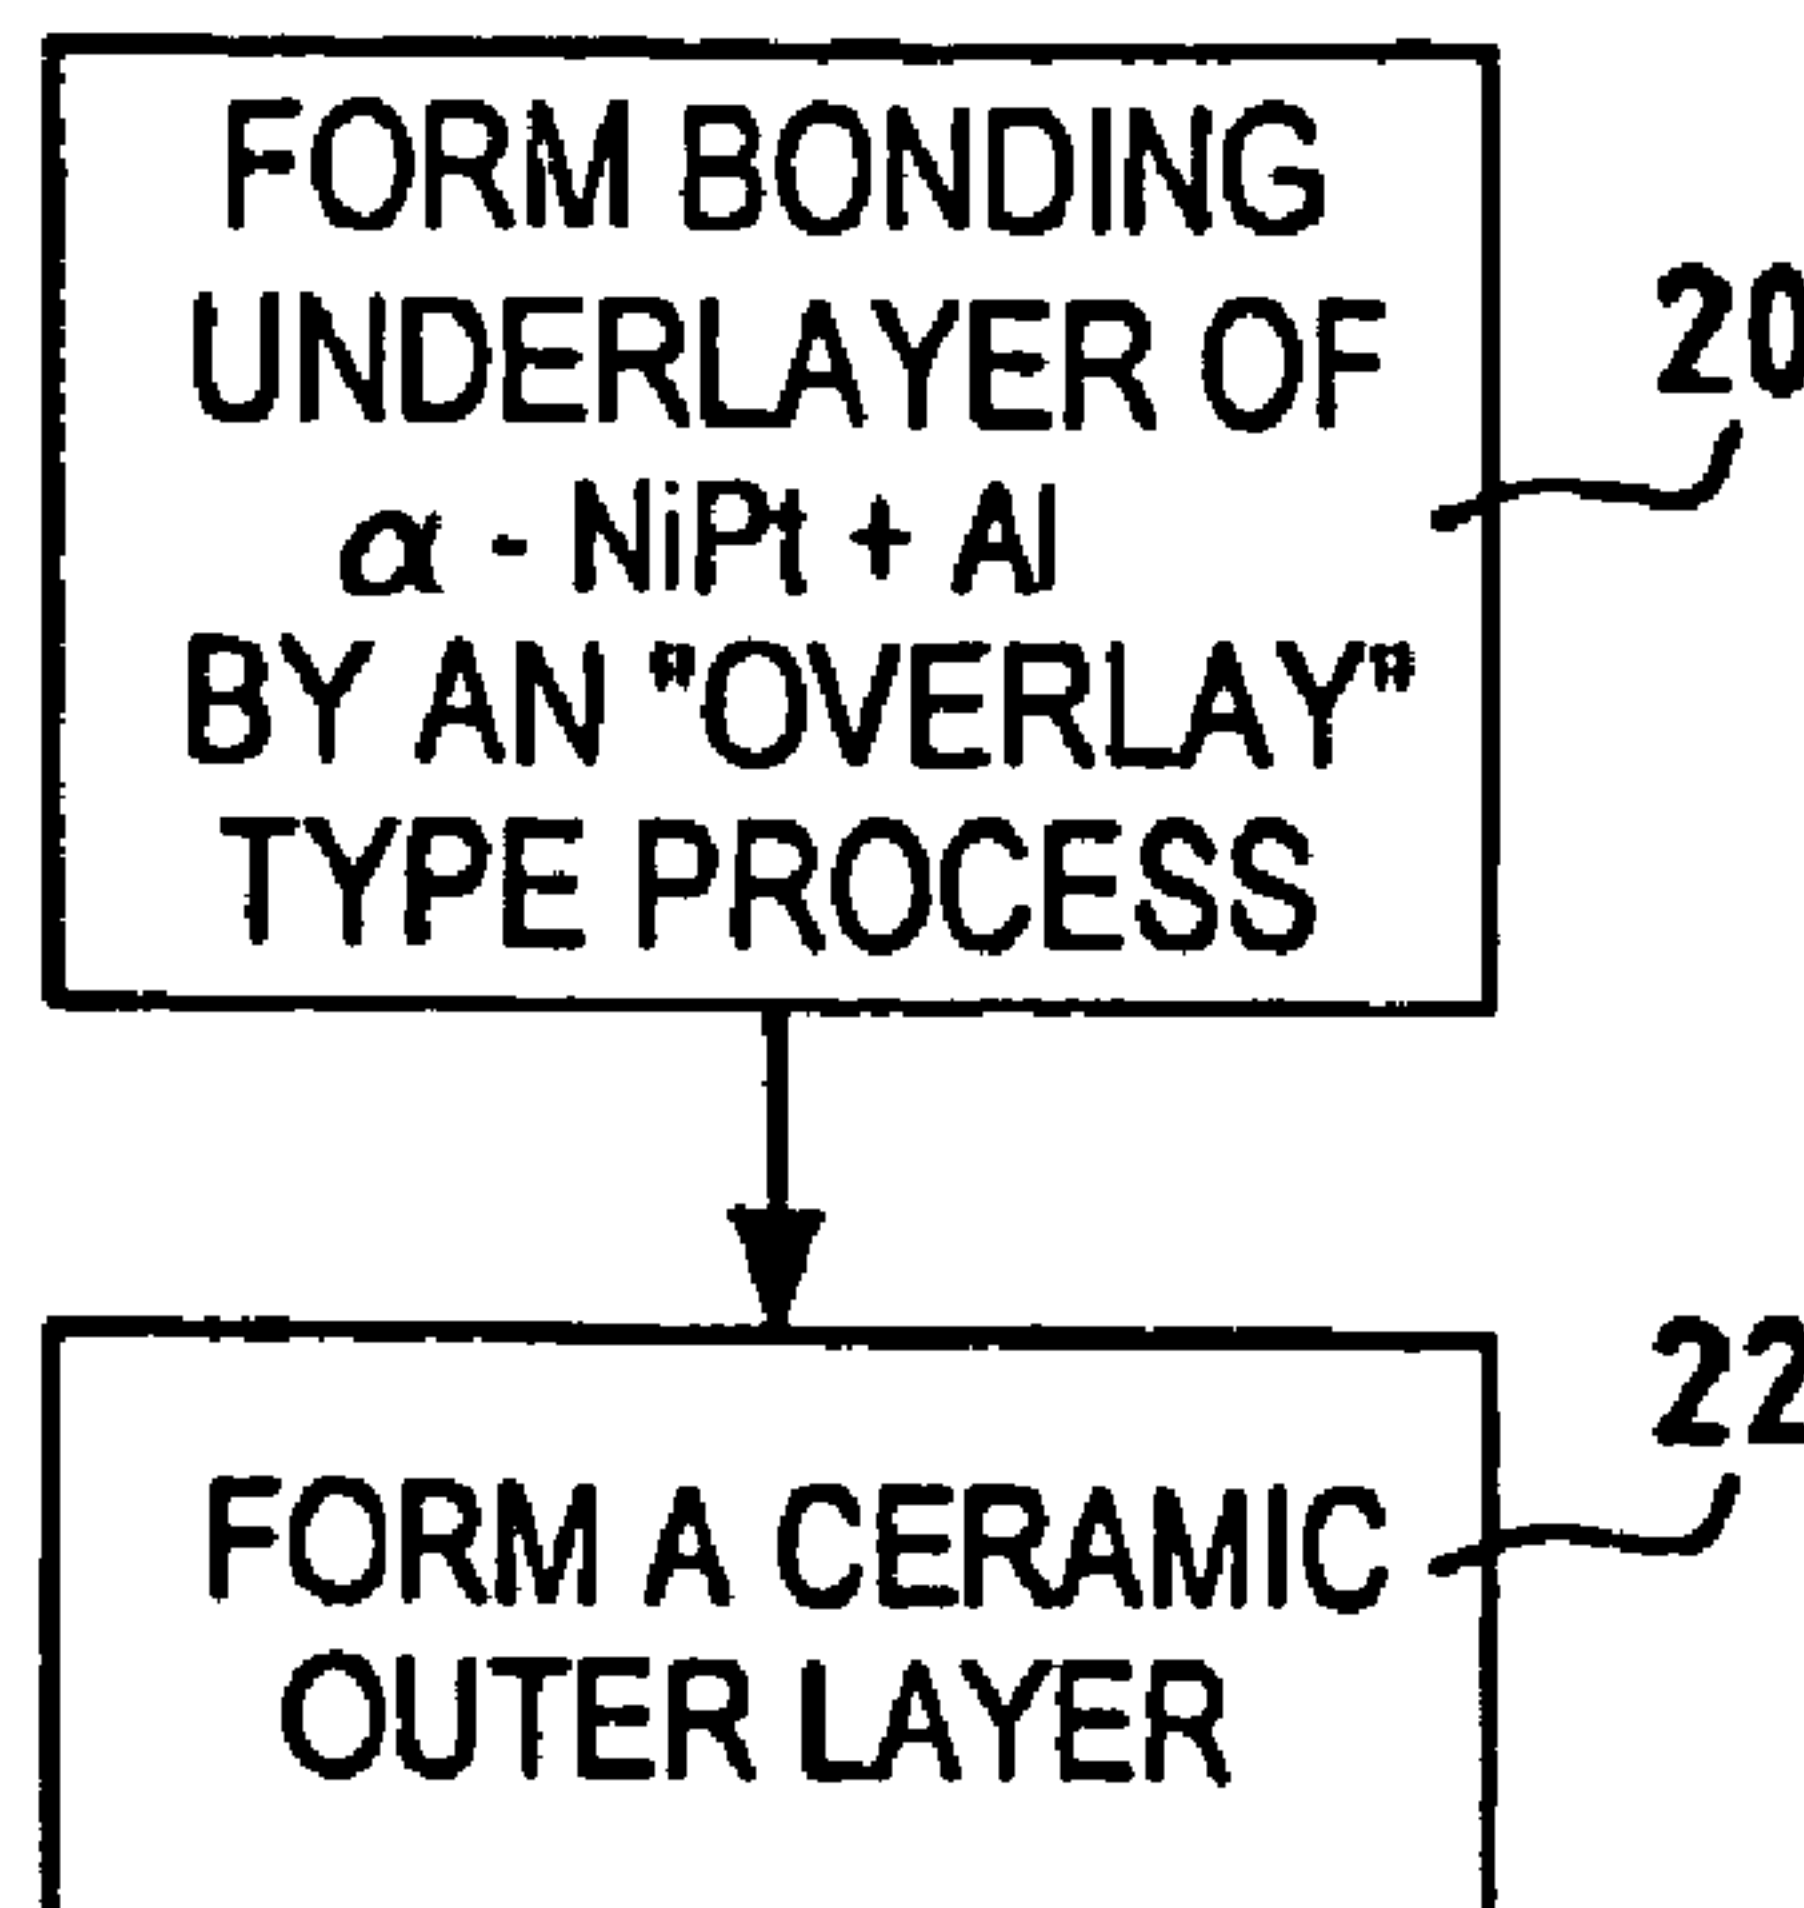 FORM BONDING
UNDERLAYER OF
α - NiPt + Al
BY AN "OVERLAY"
TYPE PROCESS
20
22
FORM A CERAMIC
OUTER LAYER